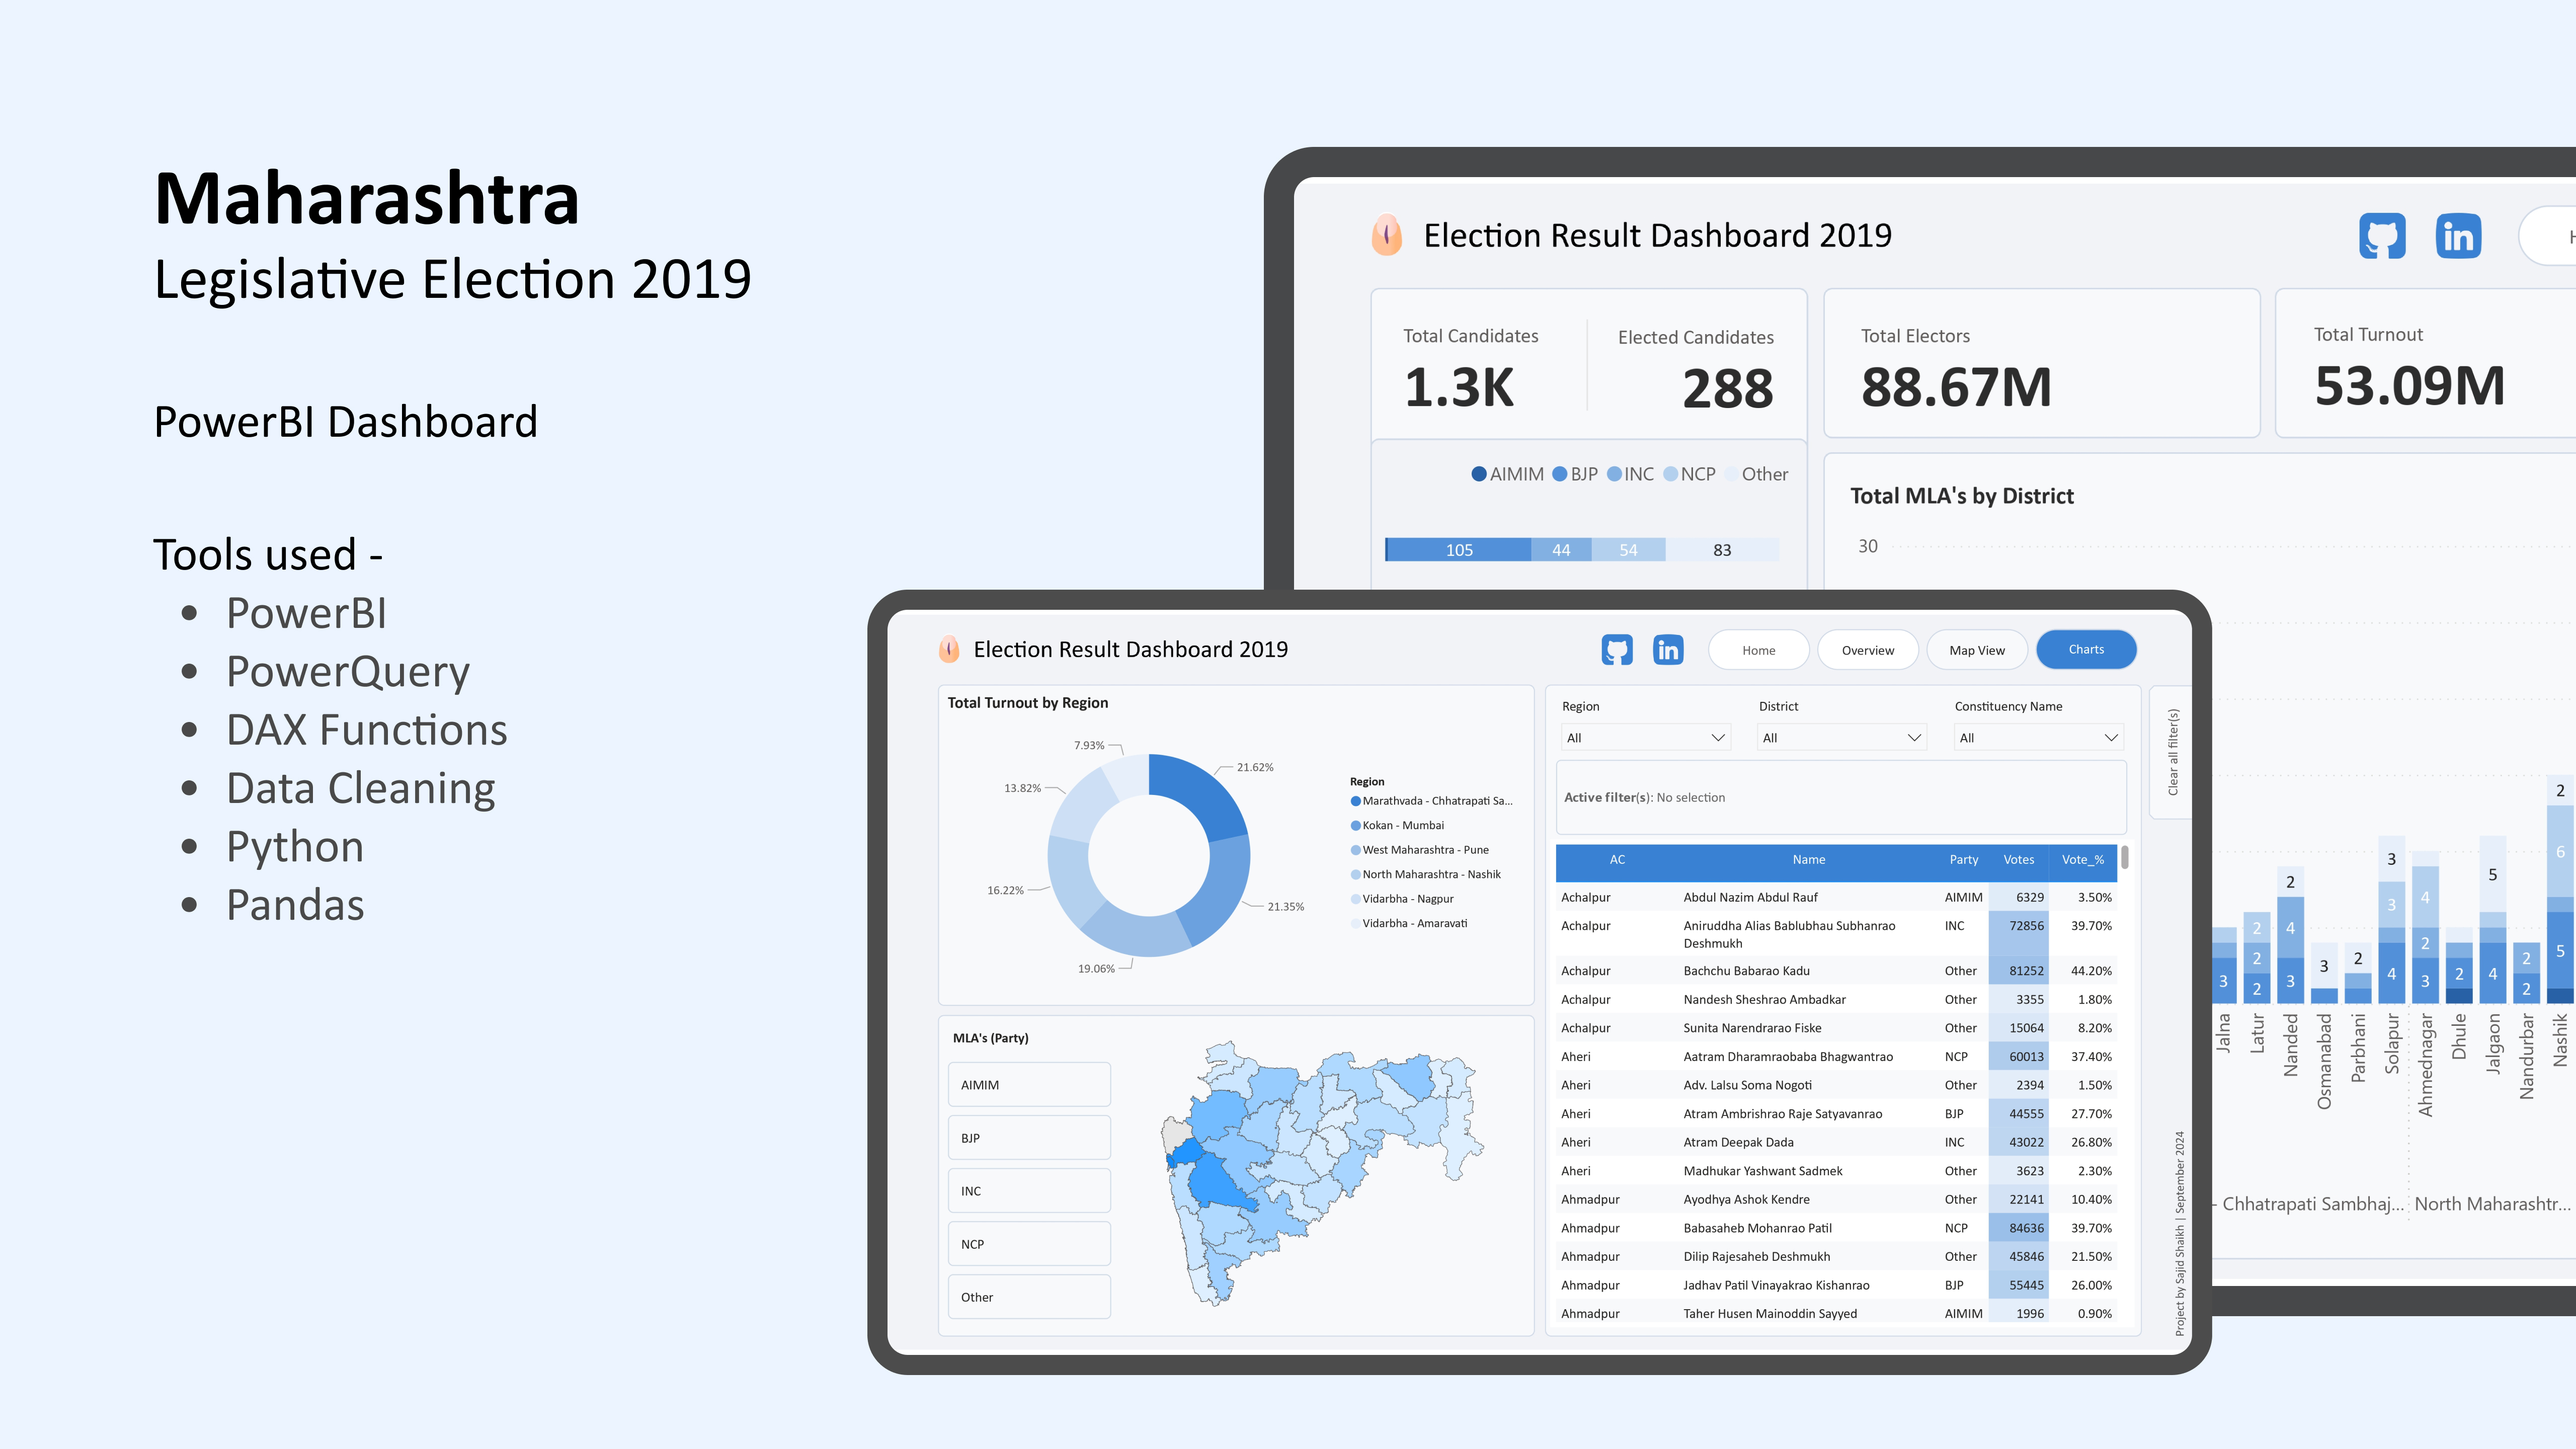 Maharashtra
Legislative Election 2019
PowerBI Dashboard
Tools used -
• PowerBI
• PowerQuery
• DAX Functions
• Data Cleaning
• Python
• Pandas
Election Result Dashboard 2019
in
H
Total Candidates
1.3K
Elected Candidates
288
Total Electors
88.67M
Total Turnout
53.09M
AIMIM BJP INC NCP Other
105 44 54 83
Total MLA's by District
30
Election Result Dashboard 2019
in
Home Overview Map View Charts
Total Turnout by Region
7.93%
21.62%
13.82%
16.22%
21.35%
19.06%
Region
Marathvada - Chhatrapati Sa...
Kokan - Mumbai
West Maharashtra - Pune
North Maharashtra - Nashik
Vidarbha - Nagpur
Vidarbha - Amaravati
MLA's (Party)
AIMIM
BJP
INC
NCP
Other
Region District Constituency Name
All All All
Active filter(s): No selection
AC Name Party Votes Vote_%
Achalpur Abdul Nazim Abdul Rauf AIMIM 6329 3.50%
Achalpur Aniruddha Alias Bablubhau Subhanrao INC 72856 39.70%
Deshmukh
Achalpur Bachchu Babarao Kadu Other 81252 44.20%
Achalpur Nandesh Sheshrao Ambadkar Other 3355 1.80%
Achalpur Sunita Narendrarao Fiske Other 15064 8.20%
Aheri Aatram Dharamraobaba Bhagwantrao NCP 60013 37.40%
Aheri Adv. Lalsu Soma Nogoti Other 2394 1.50%
Aheri Atram Ambrishrao Raje Satyavanrao BJP 44555 27.70%
Aheri Atram Deepak Dada INC 43022 26.80%
Aheri Madhukar Yashwant Sadmek Other 3623 2.30%
Ahmadpur Ayodhya Ashok Kendre Other 22141 10.40%
Ahmadpur Babasaheb Mohanrao Patil NCP 84636 39.70%
Ahmadpur Dilip Rajesaheb Deshmukh Other 45846 21.50%
Ahmadpur Jadhav Patil Vinayakrao Kishanrao BJP 55445 26.00%
Ahmadpur Taher Husen Mainoddin Sayyed AIMIM 1996 0.90%
Clear all filter(s)
Project by Sajid Shaikh | September 2024
3
2 2 2
3 4 2
3
2
4 3 3
3 2 4
2
4 5
2 2
5 6 2
Jalna
Latur
Nanded
Osmanabad
Parbhani
Solapur
Ahmednagar
Dhule
Jalgaon
Nandurbar
Nashik
- Chhatrapati Sambhaj... North Maharashtr...